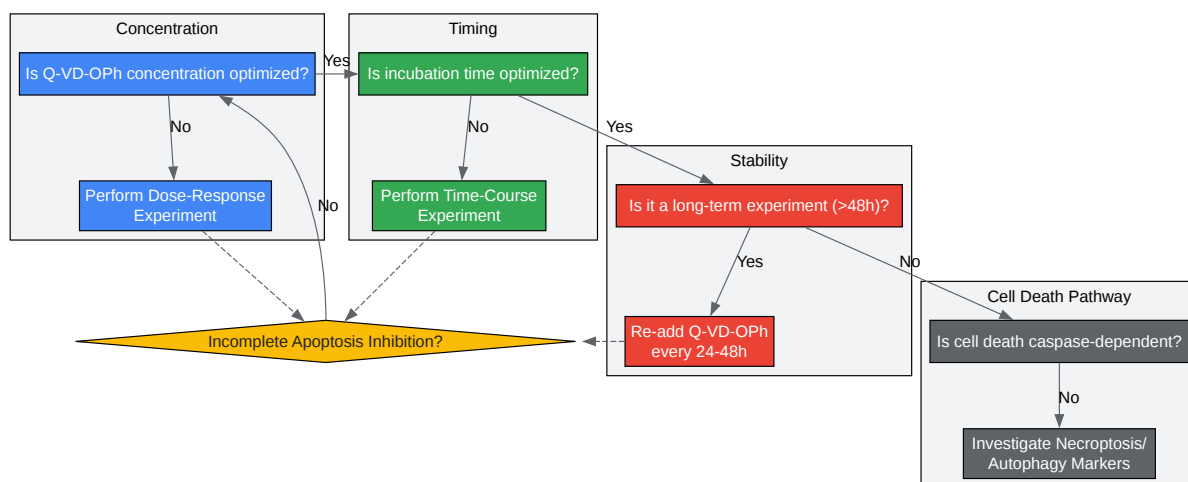 Concentration
Timing
Is Q-VD-OPh concentration optimized?
Yes
Is incubation time optimized?
No
No
Yes
Stability
Perform Dose-Response
Experiment
No
Perform Time-Course
Experiment
Is it a long-term experiment (>48h)?
Yes
No
Cell Death Pathway
Incomplete Apoptosis Inhibition?
Re-add Q-VD-OPh
every 24-48h
Is cell death caspase-dependent?
No
Investigate Necroptosis/
Autophagy Markers